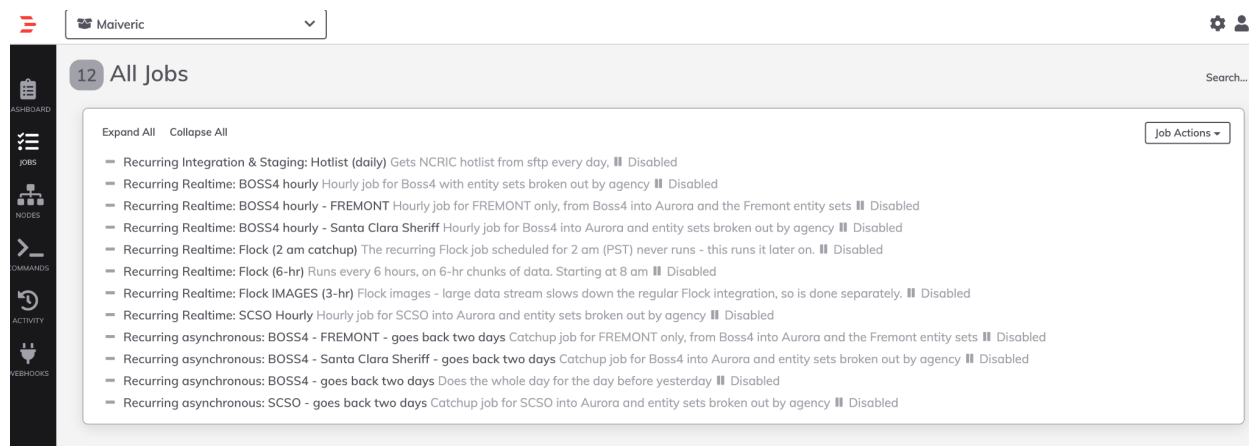 Maiveric
12 All Jobs
Search...
ASHBOARD
JOBS
NODES
OMMANDS
ACTIVITY
WEBHOOKS
Expand All Collapse All
Job Actions
Recurring Integration & Staging: Hotlist (daily) Gets NCRIC hotlist from sftp every day, Disabled
Recurring Realtime: BOSS4 hourly Hourly job for Boss4 with entity sets broken out by agency Disabled
Recurring Realtime: BOSS4 hourly - FREMONT Hourly job for FREMONT only, from Boss4 into Aurora and the Fremont entity sets Disabled
Recurring Realtime: BOSS4 hourly - Santa Clara Sheriff Hourly job for Boss4 into Aurora and entity sets broken out by agency Disabled
Recurring Realtime: Flock (2 am catchup) The recurring Flock job scheduled for 2 am (PST) never runs - this runs it later on. Disabled
Recurring Realtime: Flock (6-hr) Runs every 6 hours, on 6-hr chunks of data. Starting at 8 am Disabled
Recurring Realtime: Flock IMAGES (3-hr) Flock images - large data stream slows down the regular Flock integration, so is done separately. Disabled
Recurring Realtime: SCSO Hourly Hourly job for SCSO into Aurora and entity sets broken out by agency Disabled
Recurring asynchronous: BOSS4 - FREMONT - goes back two days Catchup job for FREMONT only, from Boss4 into Aurora and the Fremont entity sets Disabled
Recurring asynchronous: BOSS4 - Santa Clara Sheriff - goes back two days Catchup job for Boss4 into Aurora and entity sets broken out by agency Disabled
Recurring asynchronous: BOSS4 - goes back two days Does the whole day for the day before yesterday Disabled
Recurring asynchronous: SCSO - goes back two days Catchup job for SCSO into Aurora and entity sets broken out by agency Disabled